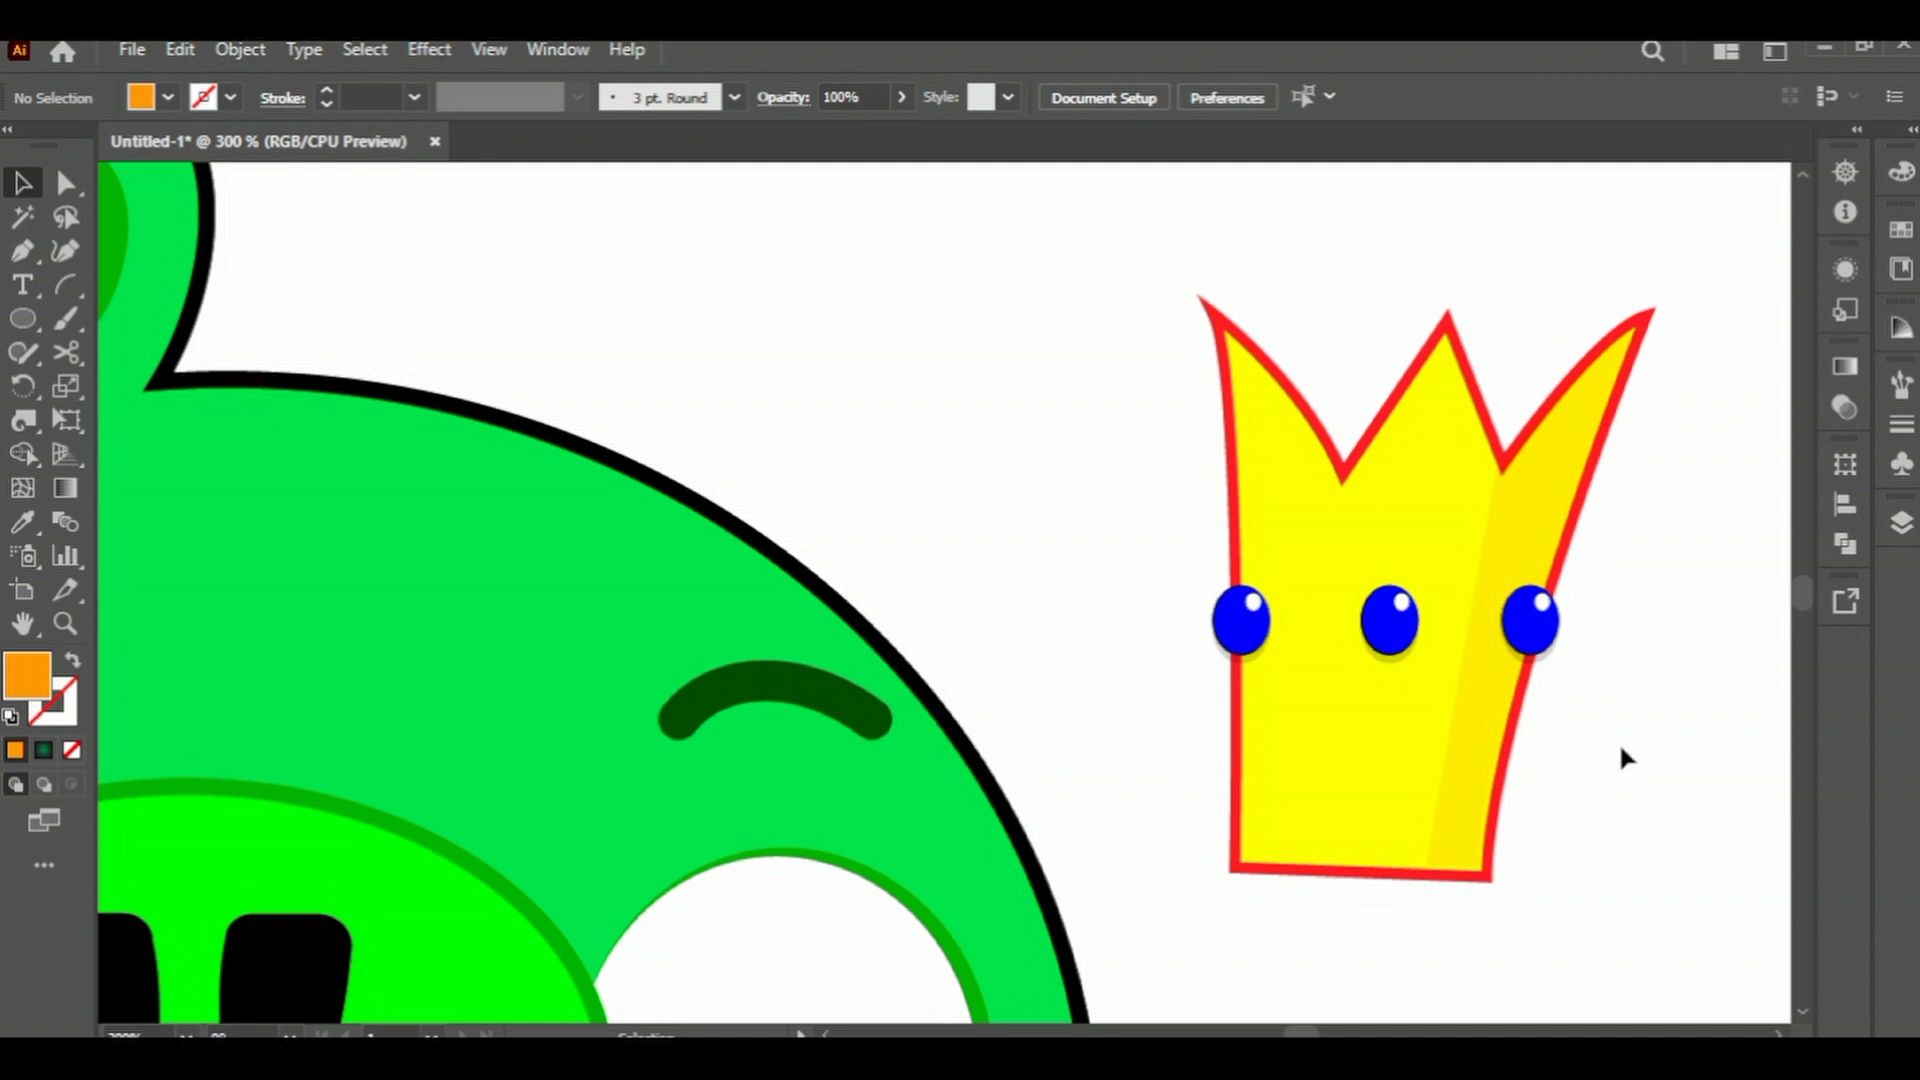 Ai File Edit Object Type Select Effect View Window Help
No Selection Stroke: 3 pt. Round Opacity: 100% Style: Document Setup Preferences
Untitled-1* @ 300 % (RGB/CPU Preview) ×